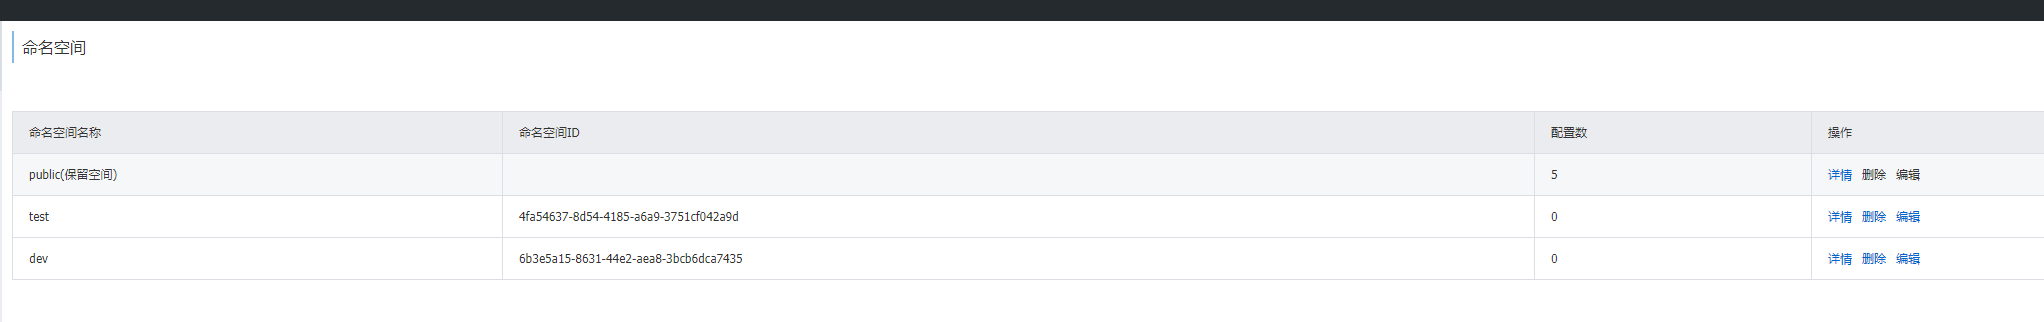 命名空间
命名空间名称 命名空间ID 配置数 操作
public(保留空间) 5 详情 删除 编辑
test 4fa54637-8d54-4185-a6a9-3751cf042a9d 0 详情 删除 编辑
dev 6b3e5a15-8631-44e2-aea8-3bcb6dca7435 0 详情 删除 编辑